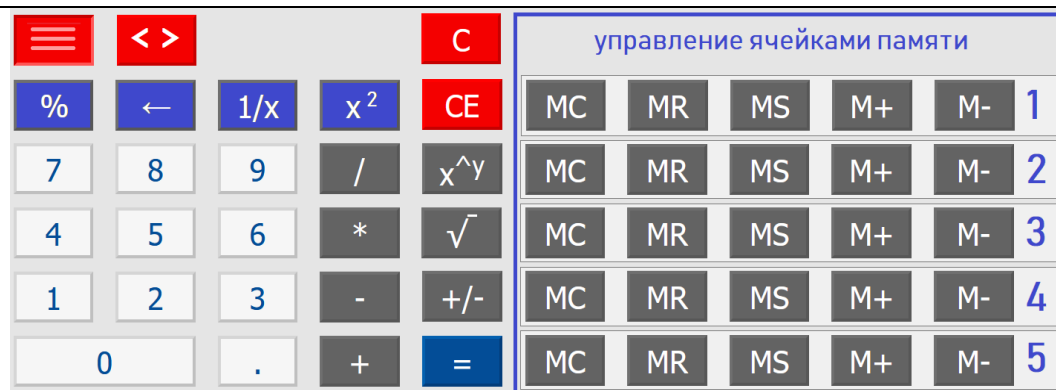 < > C управление ячейками памяти
% ← 1/x x² CE MC MR MS M+ M- 1
7 8 9 / x^y MC MR MS M+ M- 2
4 5 6 * √ MC MR MS M+ M- 3
1 2 3 - +/- MC MR MS M+ M- 4
0 . + = MC MR MS M+ M- 5